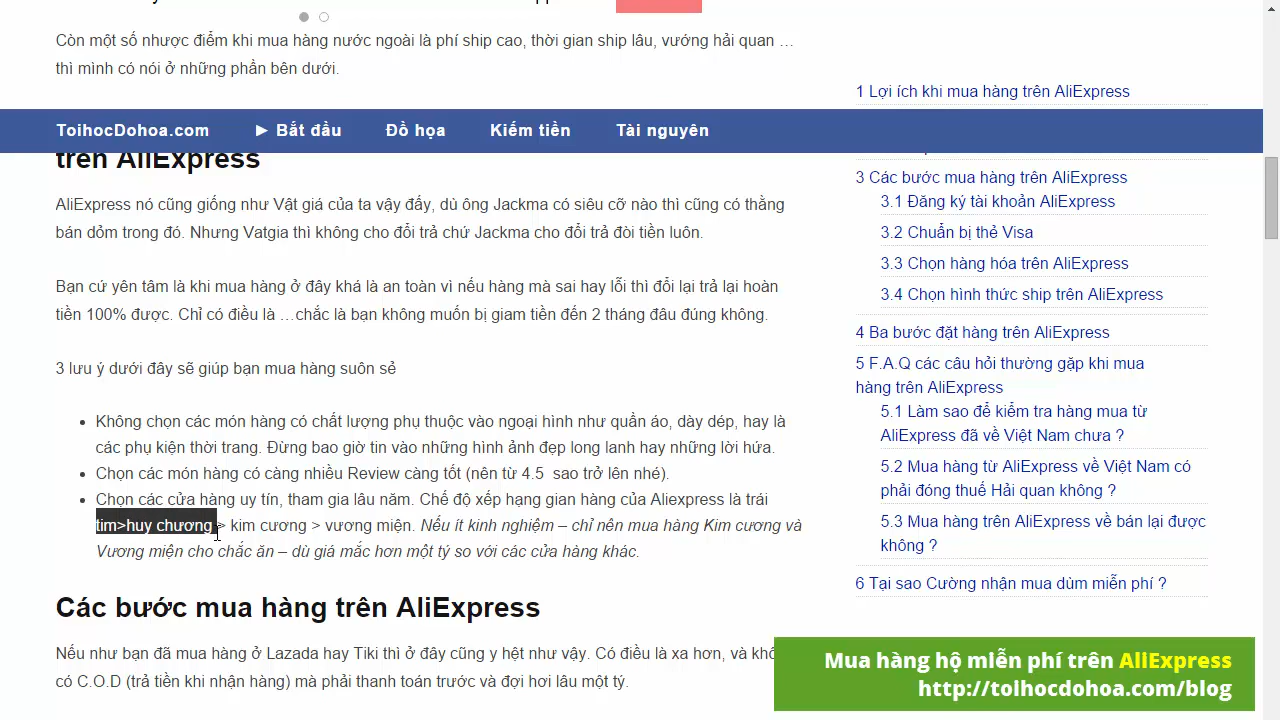 Còn một số nhược điểm khi mua hàng nước ngoài là phí ship cao, thời gian ship lâu, vướng hải quan …
thì mình có nói ở những phần bên dưới.
ToihocDohoa.com ► Bắt đầu Đồ họa Kiếm tiền Tài nguyên
trên AliExpress
AliExpress nó cũng giống như Vật giá của ta vậy đấy, dù ông Jackma có siêu cỡ nào thì cũng có thằng
bán dỏm trong đó. Nhưng Vatgia thì không cho đổi trả chứ Jackma cho đổi trả đòi tiền luôn.
Bạn cứ yên tâm là khi mua hàng ở đây khá là an toàn vì nếu hàng mà sai hay lỗi thì đổi lại trả lại hoàn
tiền 100% được. Chỉ có điều là …chắc là bạn không muốn bị giam tiền đến 2 tháng đâu đúng không.
3 lưu ý dưới đây sẽ giúp bạn mua hàng suôn sẻ
Không chọn các món hàng có chất lượng phụ thuộc vào ngoại hình như quần áo, dày dép, hay là
các phụ kiện thời trang. Đừng bao giờ tin vào những hình ảnh đẹp long lanh hay những lời hứa.
Chọn các món hàng có càng nhiều Review càng tốt (nên từ 4.5 sao trở lên nhé).
Chọn các cửa hàng uy tín, tham gia lâu năm. Chế độ xếp hạng gian hàng của Aliexpress là trái
tim>huy chương > kim cương > vương miện. Nếu ít kinh nghiệm – chỉ nên mua hàng Kim cương và
Vương miện cho chắc ăn – dù giá mắc hơn một tý so với các cửa hàng khác.
Các bước mua hàng trên AliExpress
Nếu như bạn đã mua hàng ở Lazada hay Tiki thì ở đây cũng y hệt như vậy. Có điều là xa hơn, và
có C.O.D (trả tiền khi nhận hàng) mà phải thanh toán trước và đợi hơi lâu một tý.
1 Lợi ích khi mua hàng trên AliExpress
3 Các bước mua hàng trên AliExpress
3.1 Đăng ký tài khoản AliExpress
3.2 Chuẩn bị thẻ Visa
3.3 Chọn hàng hóa trên AliExpress
3.4 Chọn hình thức ship trên AliExpress
4 Ba bước đặt hàng trên AliExpress
5 F.A.Q các câu hỏi thường gặp khi mua
hàng trên AliExpress
5.1 Làm sao để kiểm tra hàng mua từ
AliExpress đã về Việt Nam chưa ?
5.2 Mua hàng từ AliExpress về Việt Nam có
phải đóng thuế Hải quan không ?
5.3 Mua hàng trên AliExpress về bán lại được
không ?
6 Tại sao Cường nhận mua dùm miễn phí ?
Mua hàng hộ miễn phí trên AliExpress
http://toihocdohoa.com/blog